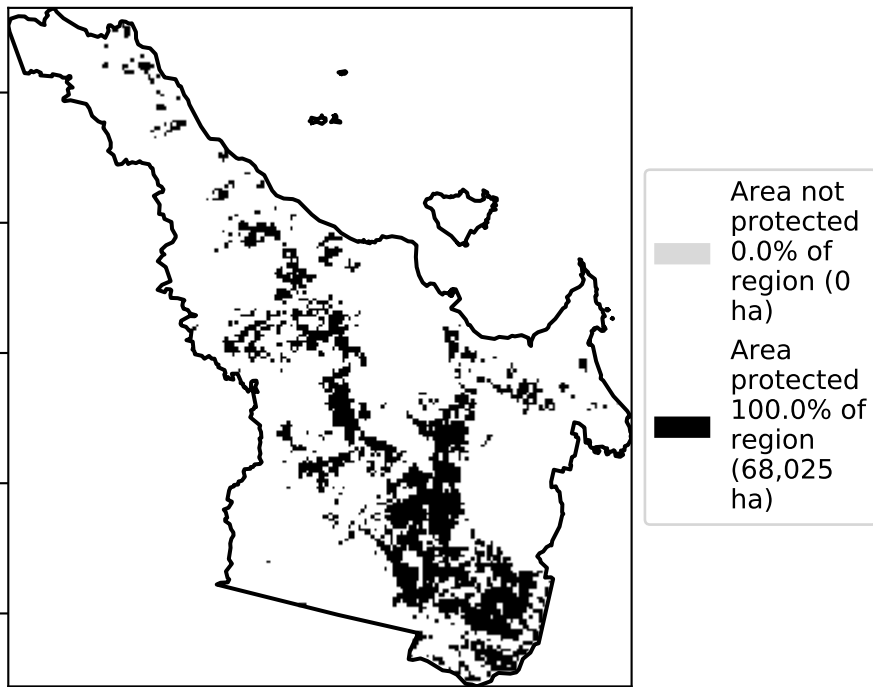 Area not
protected
0.0% of
region (0
ha)
Area
protected
100.0% of
region
(68,025
ha)